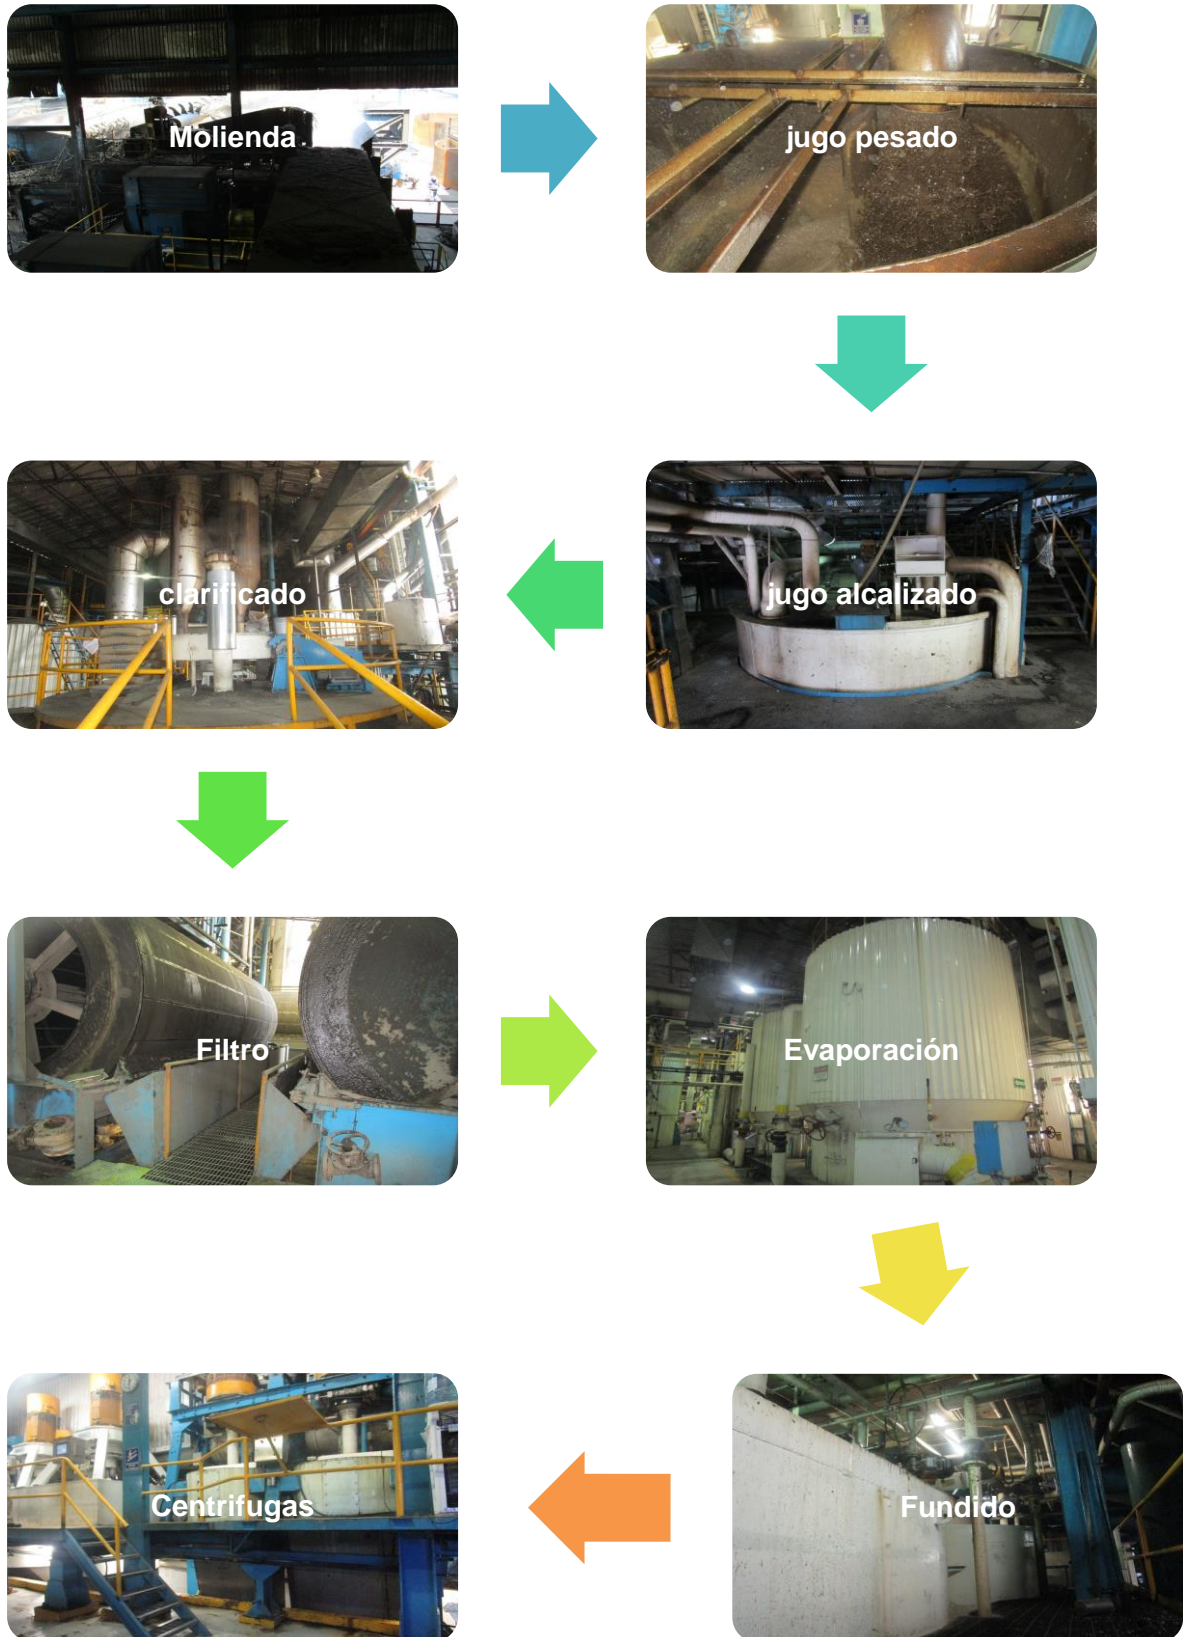 Molienda
jugo pesado
jugo alcalizado
clarificado
Filtro
Evaporación
Fundido
Centrifugas